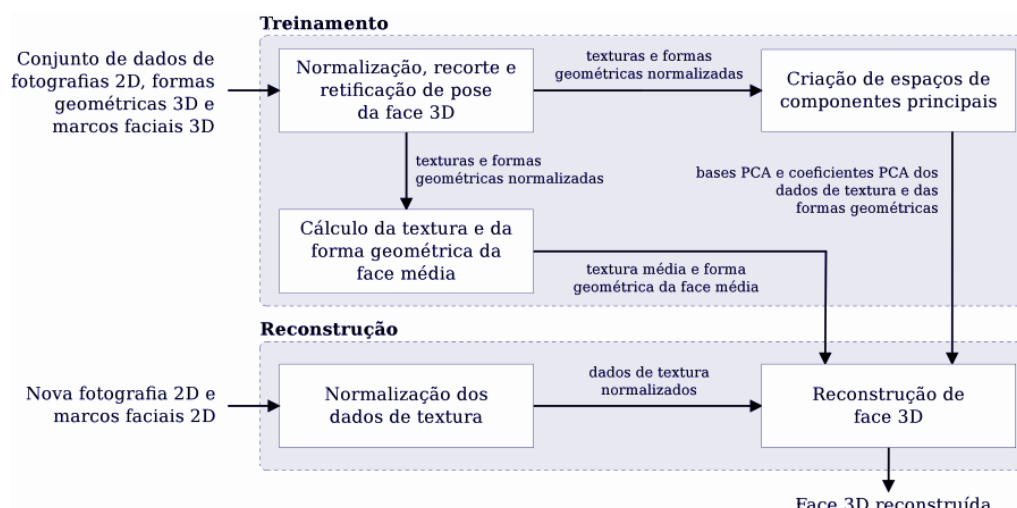 Treinamento
Conjunto de dados de
fotografias 2D, formas
geométricas 3D e
marcos faciais 3D
Normalização, recorte e
retificação de pose
da face 3D
texturas e formas
geométricas normalizadas
Criação de espaços de
componentes principais
texturas e formas
geométricas normalizadas
bases PCA e coeficientes PCA dos
dados de textura e das
formas geométricas
Cálculo da textura e da
forma geométrica da
face média
textura média e forma
geométrica da face média
Reconstrução
Nova fotografia 2D e
marcos faciais 2D
Normalização dos
dados de textura
dados de textura
normalizados
Reconstrução de
face 3D
Face 3D reconstruída